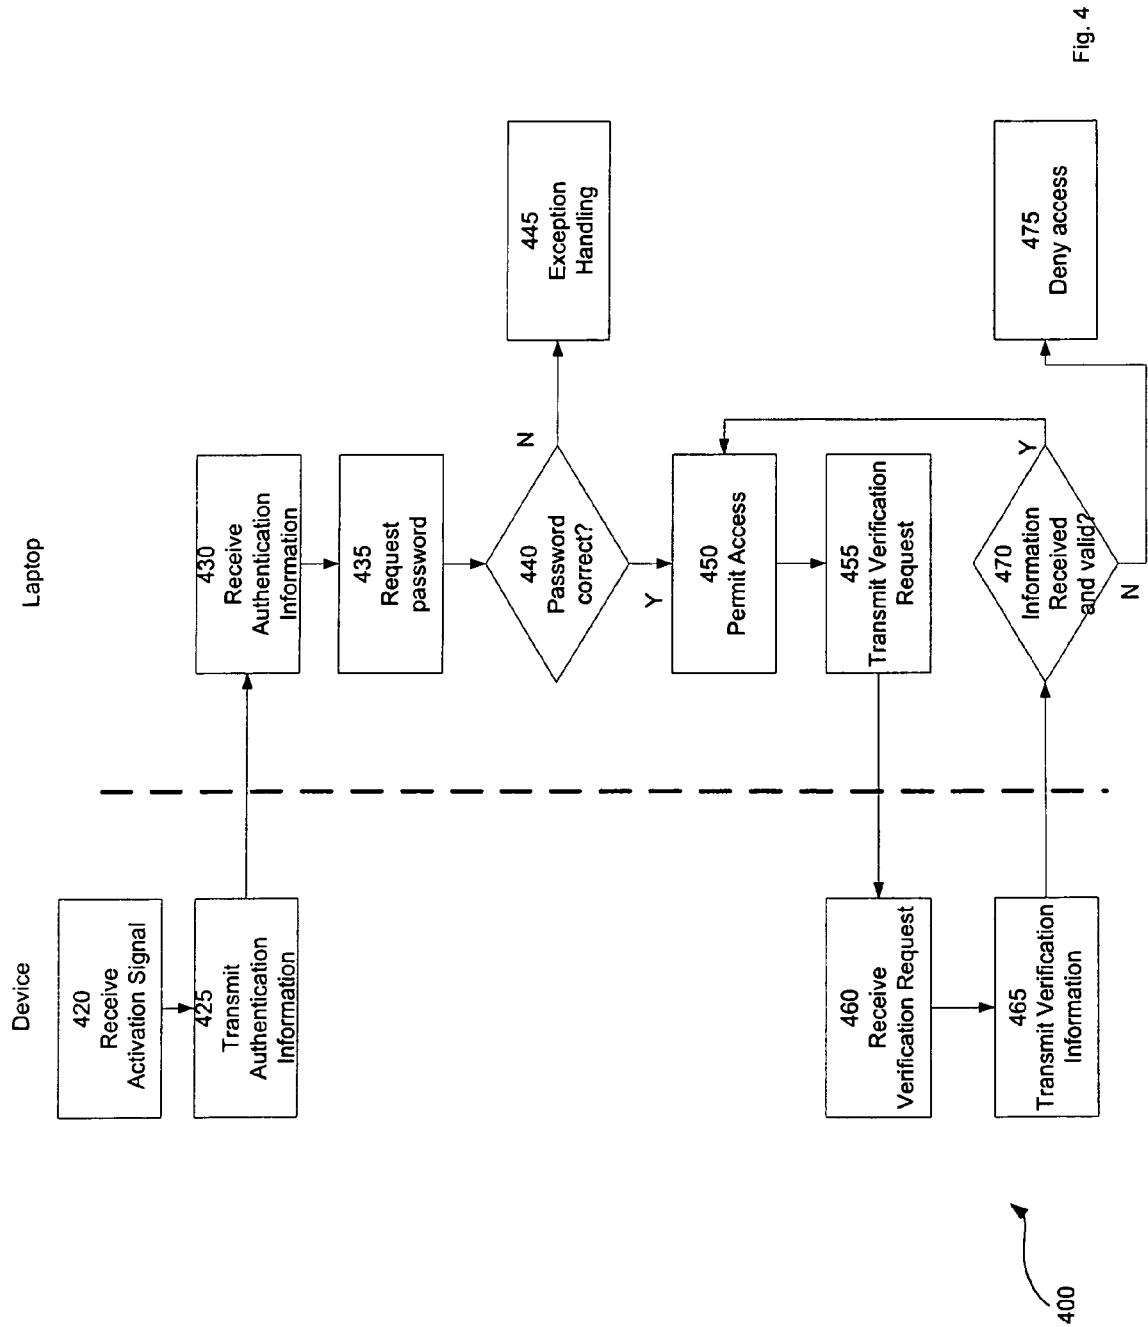 Device
Laptop
420
Receive
Activation Signal
425
Transmit
Authentication
Information
430
Receive
Authentication
Information
435
Request
password
440
Password
correct?
N
445
Exception
Handling
Y
450
Permit Access
455
Transmit Verification
Request
460
Receive
Verification Request
465
Transmit Verification
Information
470
Information
Received
and valid?
Y
N
475
Deny access
400
Fig. 4